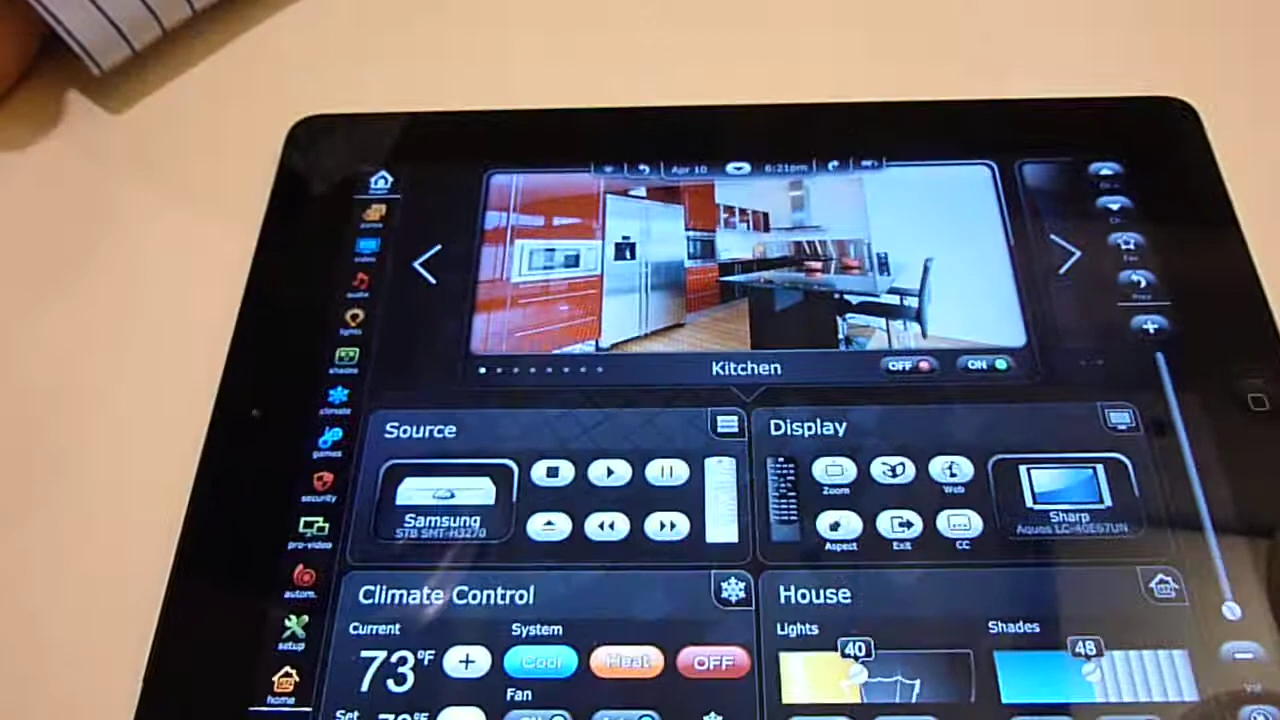 Apr 10 6:21pm
Kitchen
OFF ON
video
audio
lights
shades
climate
games
security
pro-video
autom.
setup
home
Source
Samsung
STB SMT-H3270
Display
Zoom
Web
Aspect
Exit
CC
Sharp
Aquos LC-40E67UN
Climate Control
Current
73°F
System
Cool Heat OFF
Fan
Set
House
Lights
40
Shades
48